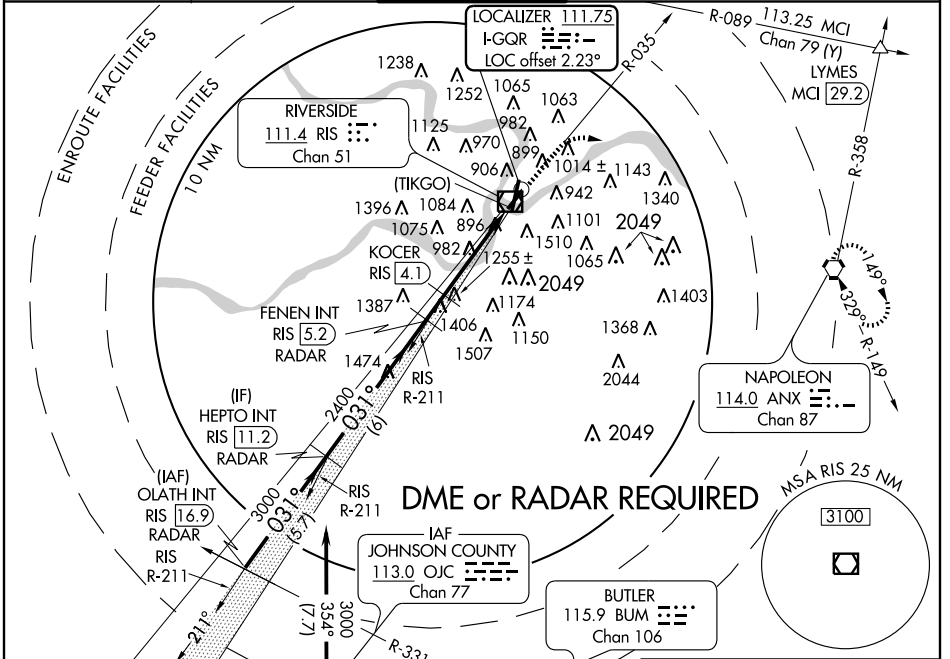 LOCALIZER 111.75
I-GQR
LOC offset 2.23°
R-089
113.25 MCI
Chan 79 (Y)
LYMES
MCI 29.2
R-035
R-358
ENROUTE FACILITIES
FEEDER FACILITIES
10 NM
RIVERSIDE
111.4 RIS
Chan 51
1238
1252
1065
1063
982
1125
970
899
906
1014 ±
1143
1340
(TIKGO)
942
1396
1084
1075
896
1101
2049
982
1510
1065
KOCER
RIS 4.1
1255 ±
2049
1387
1174
1403
FENEN INT
RIS 5.2
RADAR
1406
1507
1150
1368
1474
2044
RIS
R-211
149°
329°
R-149
NAPOLEON
114.0 ANX
Chan 87
(IF)
HEPTO INT
RIS 11.2
RADAR
2400
031°
(6)
2049
(IAF)
OLATH INT
RIS 16.9
RADAR
3000
031°
(5.7)
RIS
R-211
DME or RADAR REQUIRED
MSA RIS 25 NM
3100
RIS
R-211
211°
IAF
JOHNSON COUNTY
113.0 OJC
Chan 77
3000
354°
(7.7)
R-331
BUTLER
115.9 BUM
Chan 106